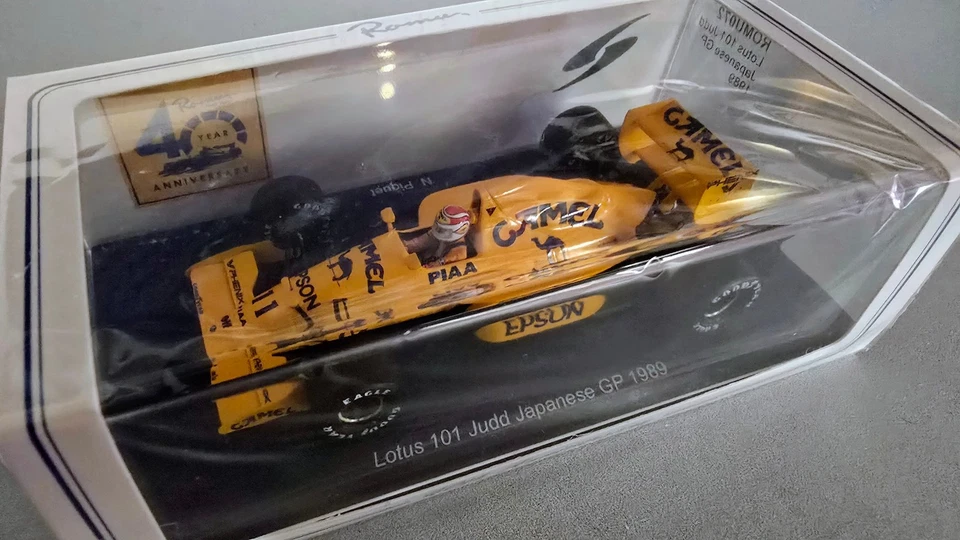 Romu
ROMU072
Lotus 101 Judd
Japanese GP
1989
40
YEAR
ANNIVERSARY
N Piquet
CAMEL
CAMEL
CAMEL
PIAA
EPSON
11
EPSON
CAMEL
EAGLE
GOODYEAR
Lotus 101 Judd Japanese GP 1989